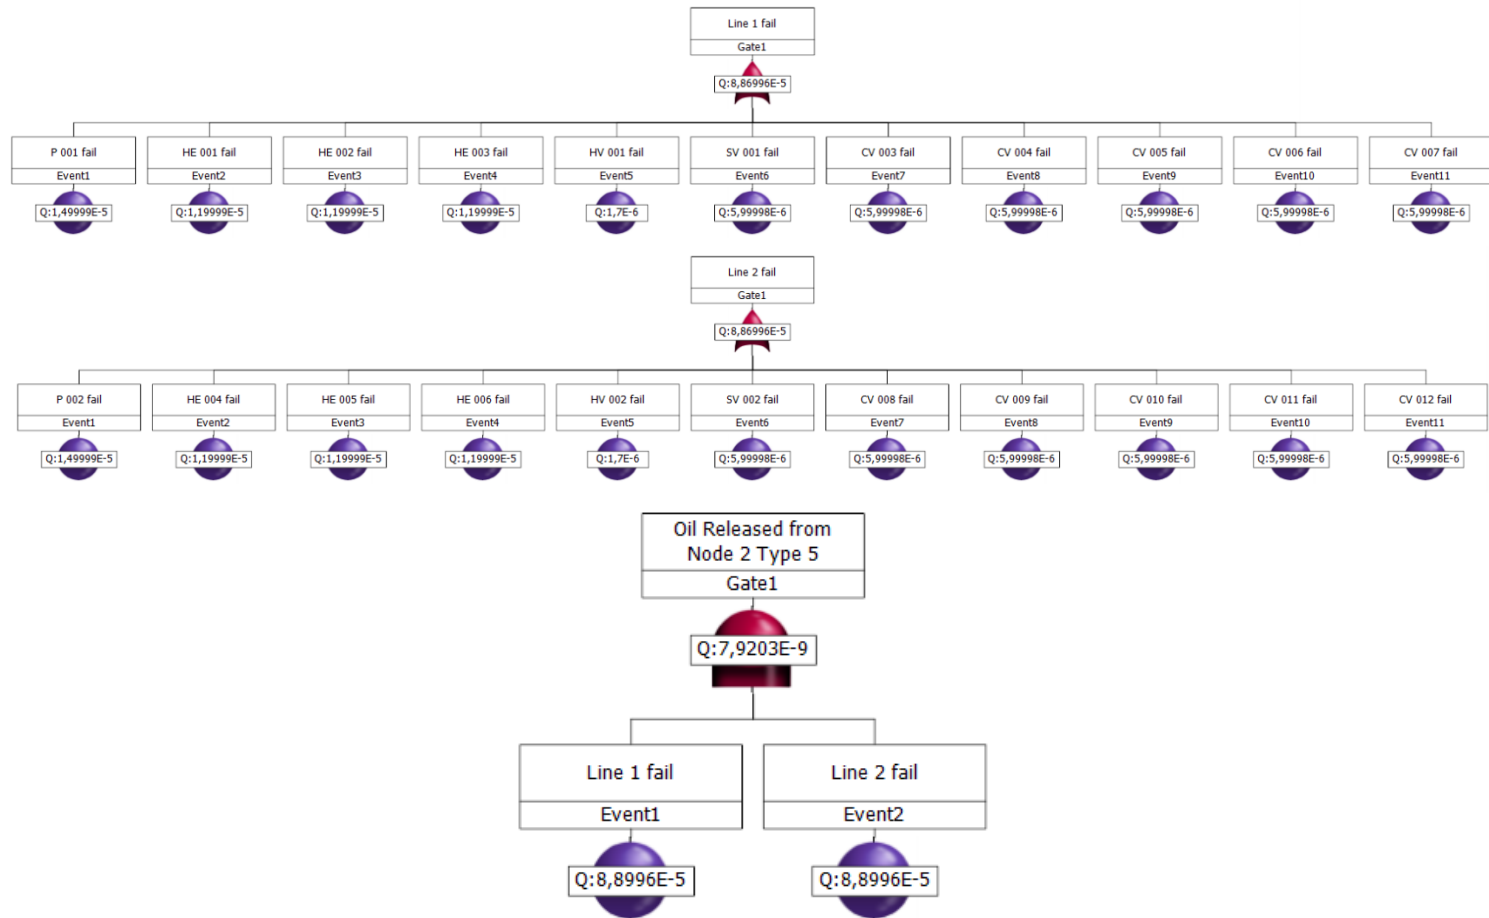 Line 1 fail
Gate1
Q:8,86996E-5
P 001 fail
Event1
Q:1,49999E-5
HE 001 fail
Event2
Q:1,19999E-5
HE 002 fail
Event3
Q:1,19999E-5
HE 003 fail
Event4
Q:1,19999E-5
HV 001 fail
Event5
Q:1,7E-6
SV 001 fail
Event6
Q:5,99998E-6
CV 003 fail
Event7
Q:5,99998E-6
CV 004 fail
Event8
Q:5,99998E-6
CV 005 fail
Event9
Q:5,99998E-6
CV 006 fail
Event10
Q:5,99998E-6
CV 007 fail
Event11
Q:5,99998E-6
Line 2 fail
Gate1
Q:8,86996E-5
P 002 fail
Event1
Q:1,49999E-5
HE 004 fail
Event2
Q:1,19999E-5
HE 005 fail
Event3
Q:1,19999E-5
HE 006 fail
Event4
Q:1,19999E-5
HV 002 fail
Event5
Q:1,7E-6
SV 002 fail
Event6
Q:5,99998E-6
CV 008 fail
Event7
Q:5,99998E-6
CV 009 fail
Event8
Q:5,99998E-6
CV 010 fail
Event9
Q:5,99998E-6
CV 011 fail
Event10
Q:5,99998E-6
CV 012 fail
Event11
Q:5,99998E-6
Oil Released from
Node 2 Type 5
Gate1
Q:7,9203E-9
Line 1 fail
Event1
Q:8,8996E-5
Line 2 fail
Event2
Q:8,8996E-5